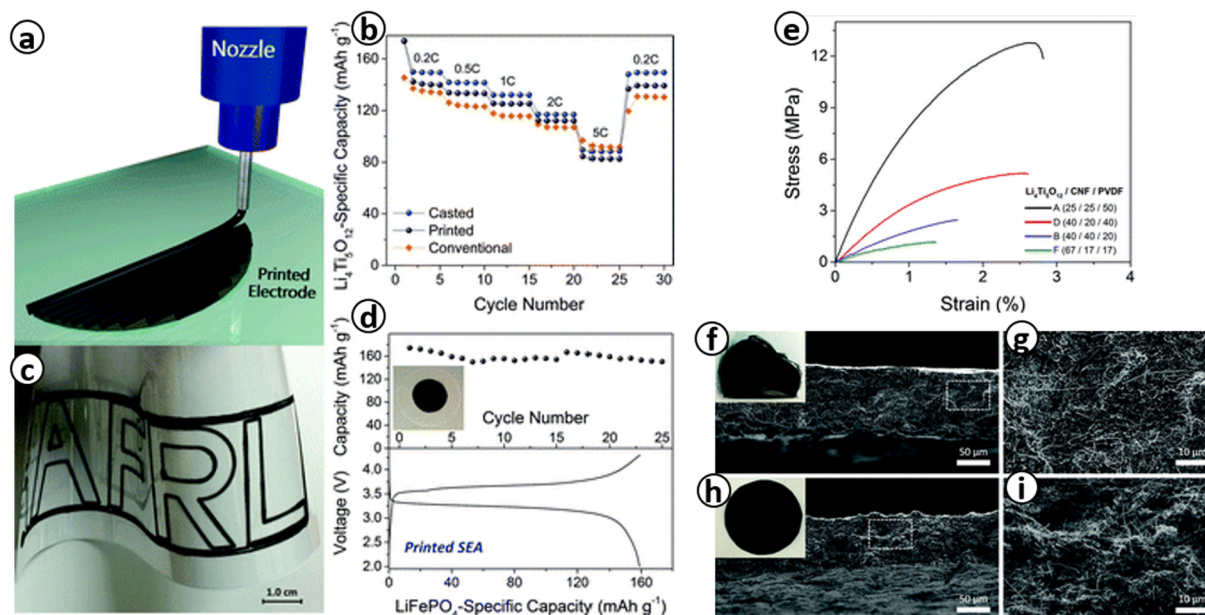 a
Nozzle
Printed
Electrode
b
Li₄Ti₅O₁₂-Specific Capacity (mAh g⁻¹)
160
120
80
40
0
0.2C
0.5C
1C
2C
5C
0.2C
Casted
Printed
Conventional
0 5 10 15 20 25 30
Cycle Number
c
AFRL
1.0 cm
d
Capacity (mAh g⁻¹)
160
120
80
40
0
Cycle Number
0 5 10 15 20 25
Voltage (V)
4.0
3.5
3.0
2.5
2.0
Printed SEA
0 40 80 120 160
LiFePO₄-Specific Capacity (mAh g⁻¹)
e
Stress (MPa)
12
9
6
3
0
Li₄Ti₅O₁₂ / CNF / PVDF
A (25 / 25 / 50)
D (40 / 20 / 40)
B (40 / 40 / 20)
F (67 / 17 / 17)
0 1 2 3 4
Strain (%)
f
50 µm
g
10 µm
h
50 µm
i
10 µm